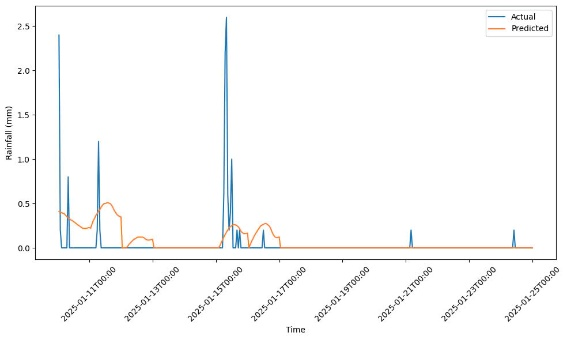 Actual
Predicted
2.5
2.0
1.5
1.0
0.5
0.0
Rainfall (mm)
2025-01-11T00:00
2025-01-13T00:00
2025-01-15T00:00
2025-01-17T00:00
2025-01-19T00:00
2025-01-21T00:00
2025-01-23T00:00
2025-01-25T00:00
Time